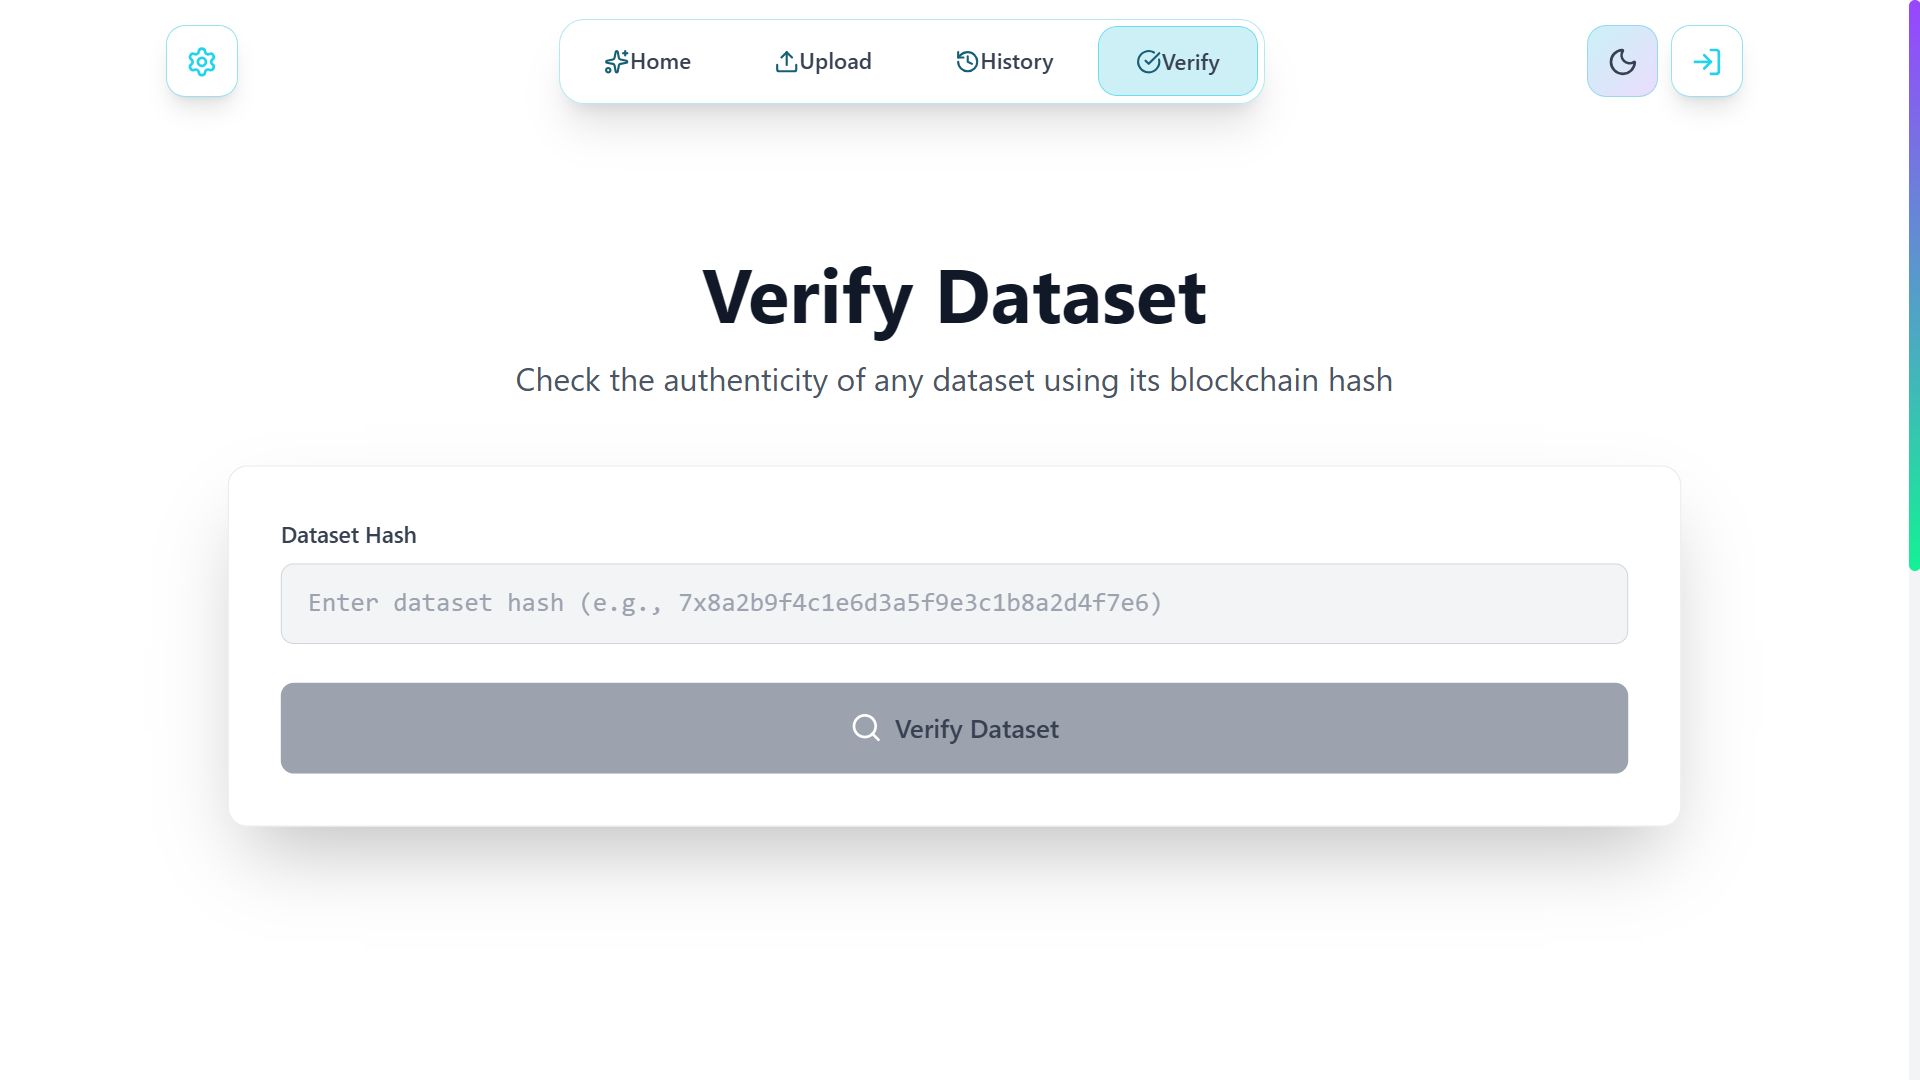 Home Upload History Verify
Verify Dataset
Check the authenticity of any dataset using its blockchain hash
Dataset Hash
Enter dataset hash (e.g., 7x8a2b9f4c1e6d3a5f9e3c1b8a2d4f7e6)
Verify Dataset